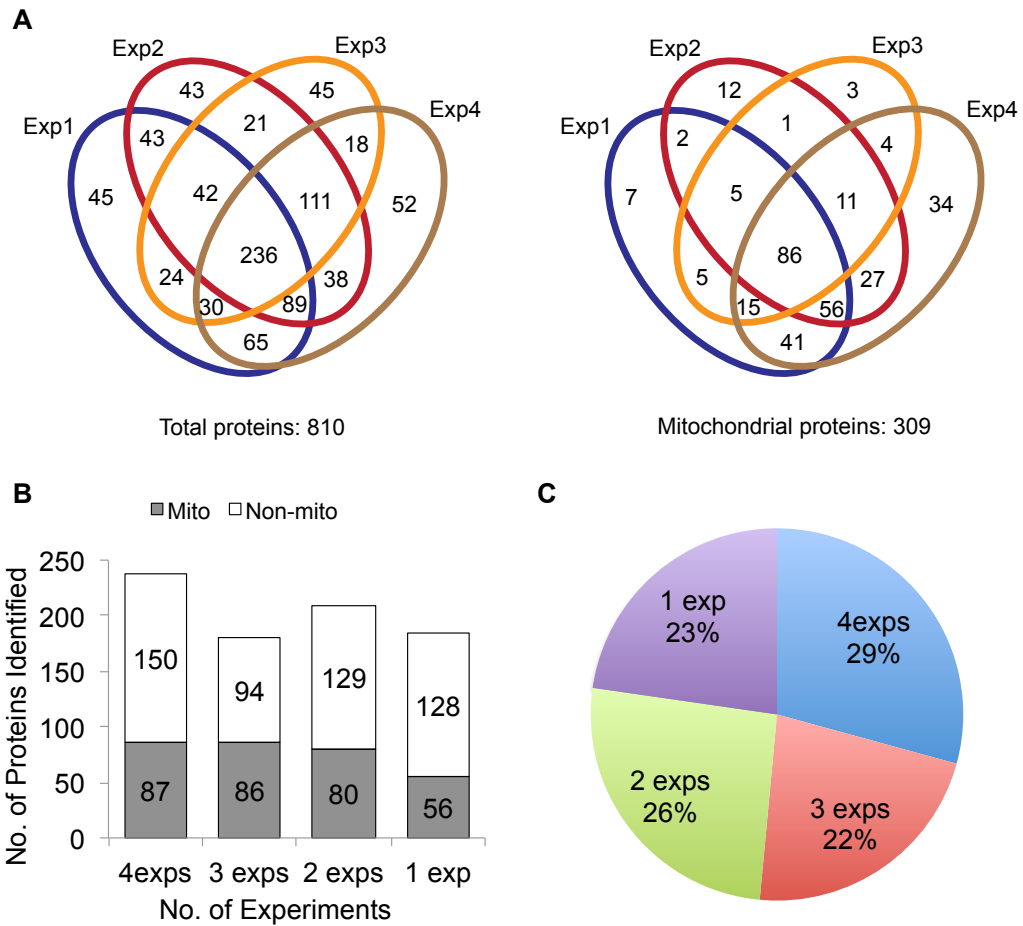 A
Exp1
Exp2
Exp3
Exp4
43
45
43
21
18
45
42
111
52
236
24
38
30
89
65
Total proteins: 810
Exp1
Exp2
Exp3
Exp4
12
3
2
1
4
7
5
11
34
86
5
27
15
56
41
Mitochondrial proteins: 309
B
Mito Non-mito
No. of Proteins Identified
250
200
150
100
50
0
150
94
129
128
87
86
80
56
4exps 3 exps 2 exps 1 exp
No. of Experiments
C
1 exp
23%
4exps
29%
2 exps
26%
3 exps
22%